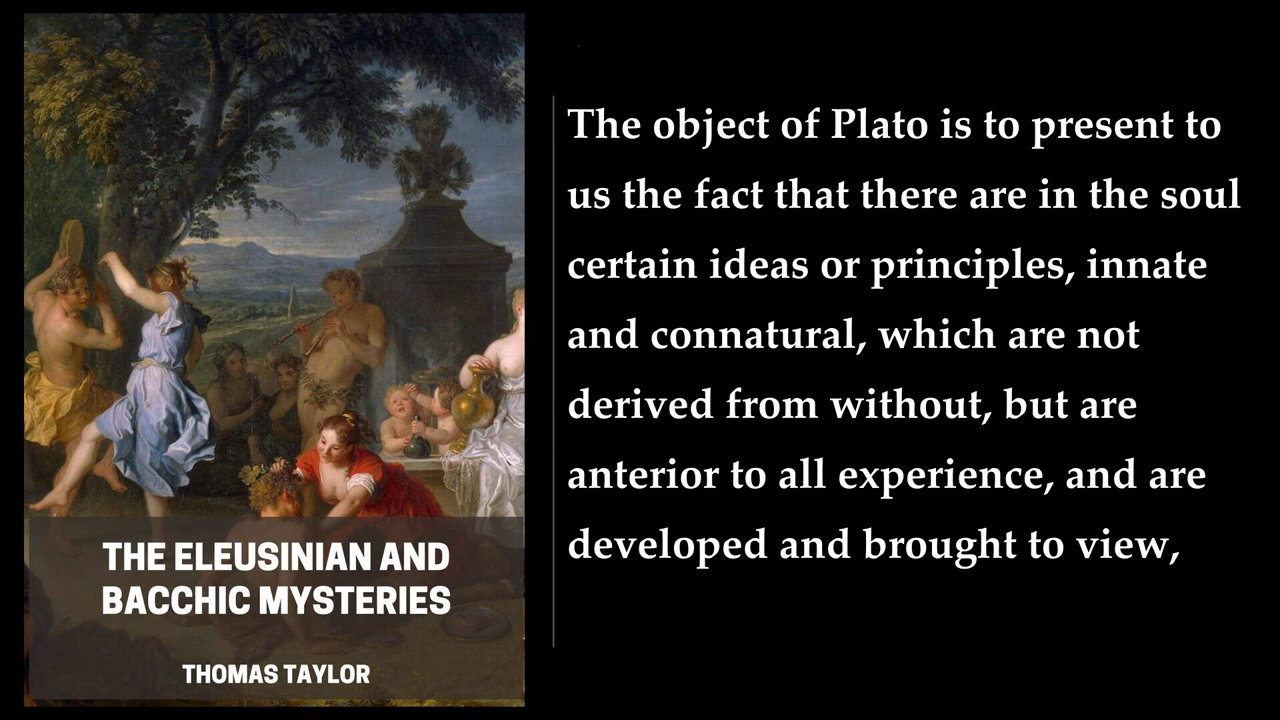 THE ELEUSINIAN AND
BACCHIC MYSTERIES
THOMAS TAYLOR
The object of Plato is to present to
us the fact that there are in the soul
certain ideas or principles, innate
and connatural, which are not
derived from without, but are
anterior to all experience, and are
developed and brought to view,